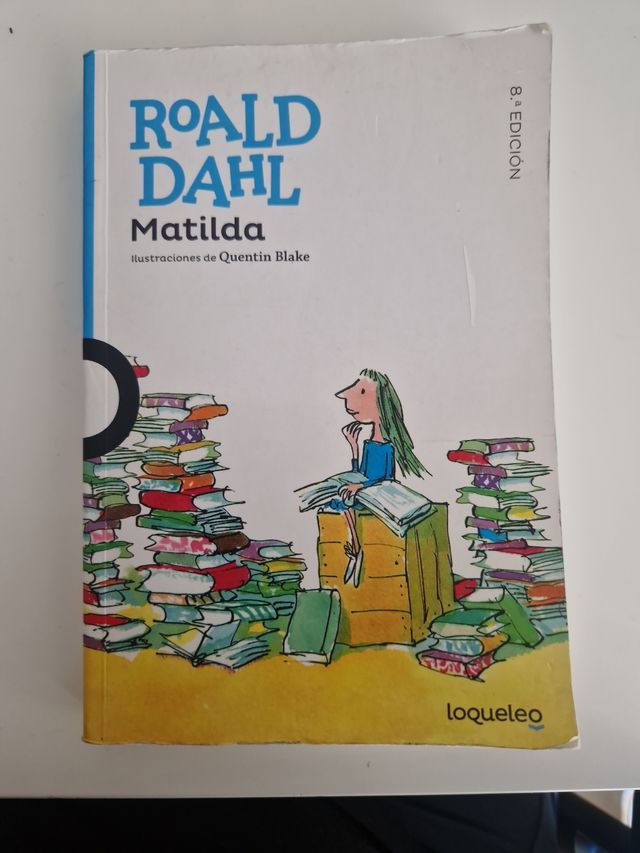 ROALD
DAHL
Matilda
Ilustraciones de Quentin Blake
8.ª EDICIÓN
loqueleo